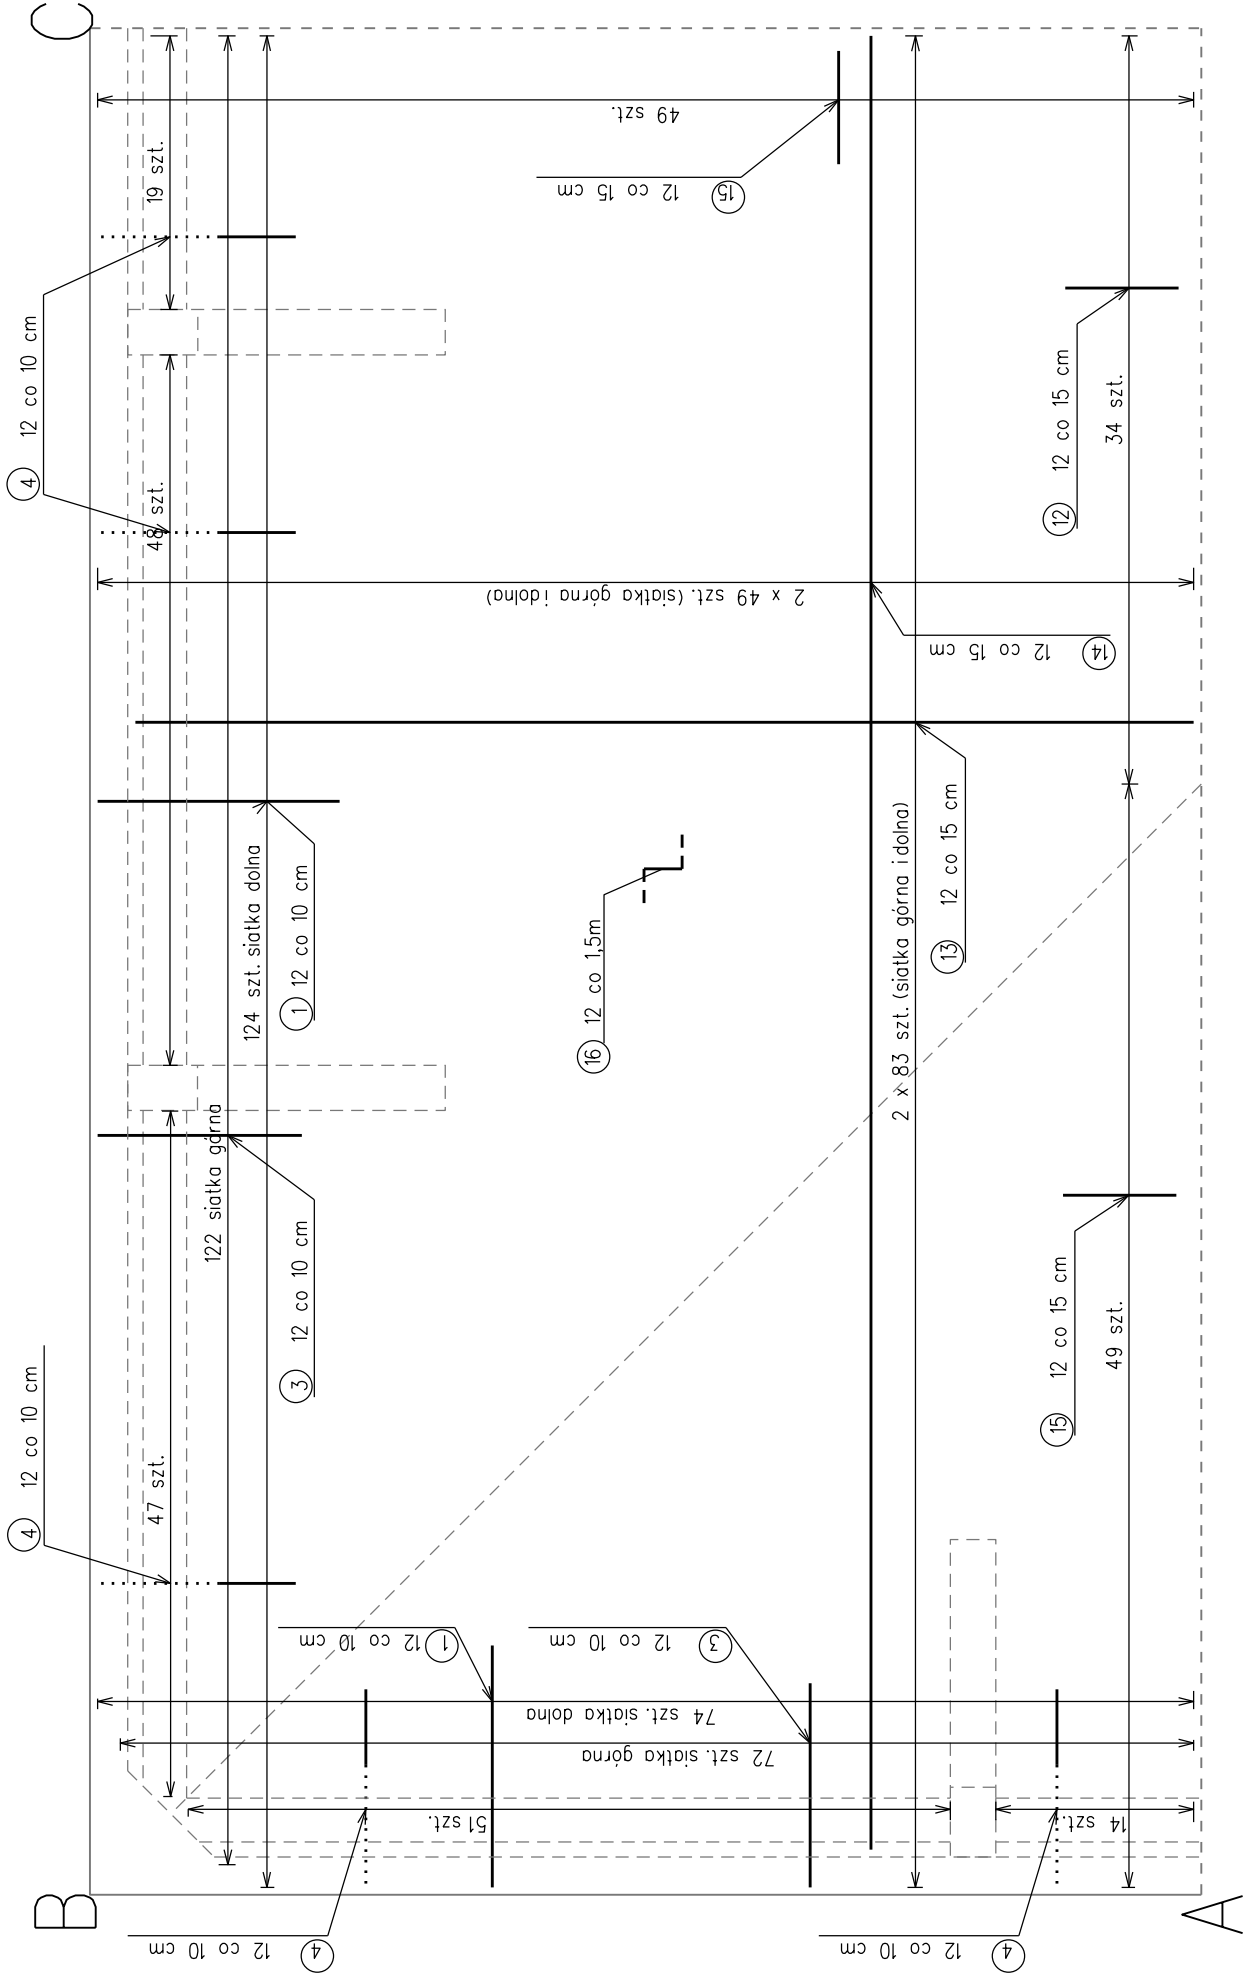 C
B
A
19 szt.
48 szt.
47 szt.
4 12 co 10 cm
4 12 co 10 cm
122 siatka górna
124 szt. siatka dolna
1 12 co 10 cm
3 12 co 10 cm
49 szt.
15 12 co 15 cm
2 x 49 szt. (siatka górna i dolna)
14 12 co 15 cm
12 12 co 15 cm
34 szt.
2 x 83 szt. (siatka górna i dolna)
13 12 co 15 cm
16 12 co 1,5m
15 12 co 15 cm
49 szt.
1 12 co 10 cm
3 12 co 10 cm
74 szt. siatka dolna
72 szt. siatka górna
51 szt.
14 szt.
4 12 co 10 cm
4 12 co 10 cm